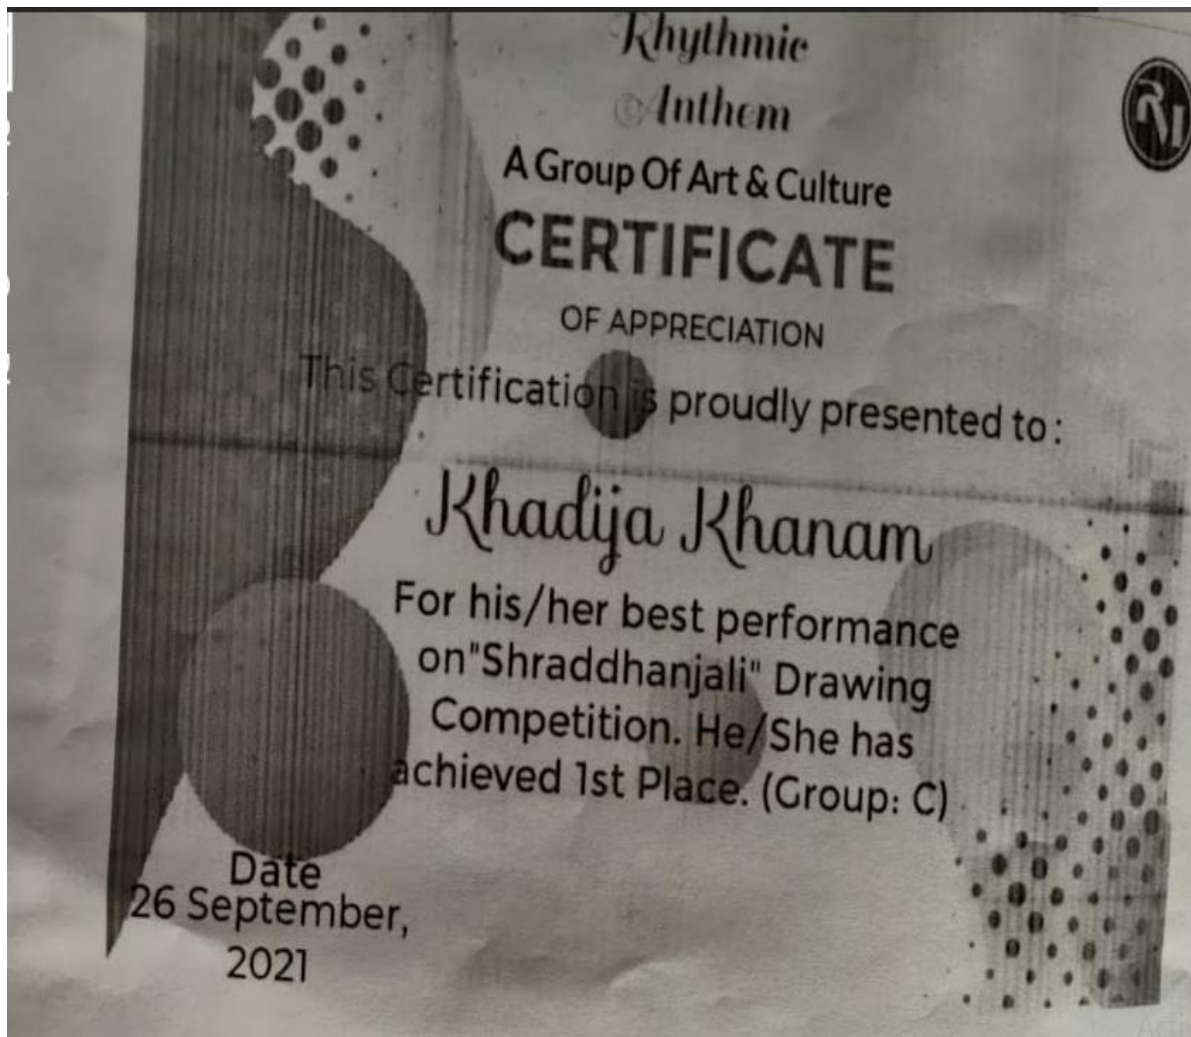 Rhythmic
Anthem
A Group Of Art & Culture
CERTIFICATE
OF APPRECIATION
This Certification is proudly presented to:
Khadija Khanam
For his/her best performance
on"Shraddhanjali" Drawing
Competition. He/She has
achieved 1st Place. (Group: C)
Date
26 September,
2021